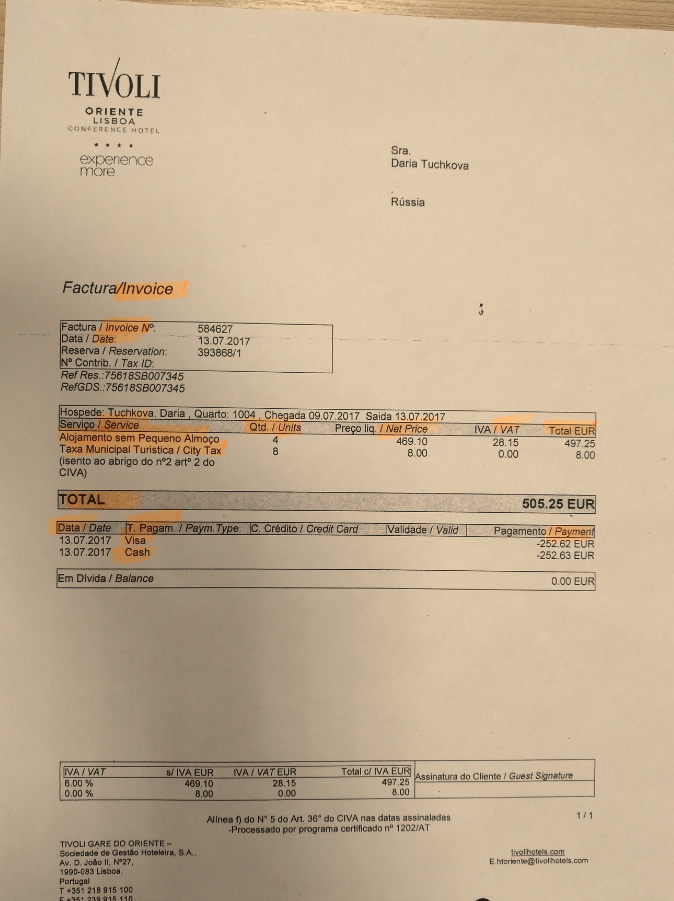 TIVOLI
ORIENTE
LISBOA
CONFERENCE HOTEL
experience
more
Sra.
Daria Tuchkova
Rússia
Factura/Invoice
Factura / Invoice Nº: 584627
Data / Date: 13.07.2017
Reserva / Reservation: 393868/1
Nº Contrib. / Tax ID:
Ref Res.:75618SB007345
RefGDS.:75618SB007345
Hospede: Tuchkova, Daria , Quarto: 1004 , Chegada 09.07.2017 Saida 13.07.2017
Serviço / Service Qtd. / Units Preço liq. / Net Price IVA / VAT Total EUR
Alojamento sem Pequeno Almoço 4 469.10 28.15 497.25
Taxa Municipal Turistica / City Tax 8 8.00 0.00 8.00
(isento ao abrigo do nº2 artº 2 do
CIVA)
TOTAL 505.25 EUR
Data / Date T. Pagam. / Paym.Type C. Crédito / Credit Card Validade / Valid Pagamento / Payment
13.07.2017 Visa -252.62 EUR
13.07.2017 Cash -252.63 EUR
Em Dívida / Balance 0.00 EUR
IVA / VAT s/ IVA EUR IVA / VAT EUR Total c/ IVA EUR Assinatura do Cliente / Guest Signature
6.00 % 469.10 28.15 497.25
0.00 % 8.00 0.00 8.00
Alínea f) do N° 5 do Art. 36° do CIVA nas datas assinaladas
-Processado por programa certificado nº 1202/AT
1 / 1
TIVOLI GARE DO ORIENTE –
Sociedade de Gestão Hoteleira, S.A.,
Av. D. João II, Nº27,
1990-083 Lisboa.
Portugal
T +351 218 915 100
F +351 239 915 110
tivolihotels.com
E.htoriente@tivolihotels.com